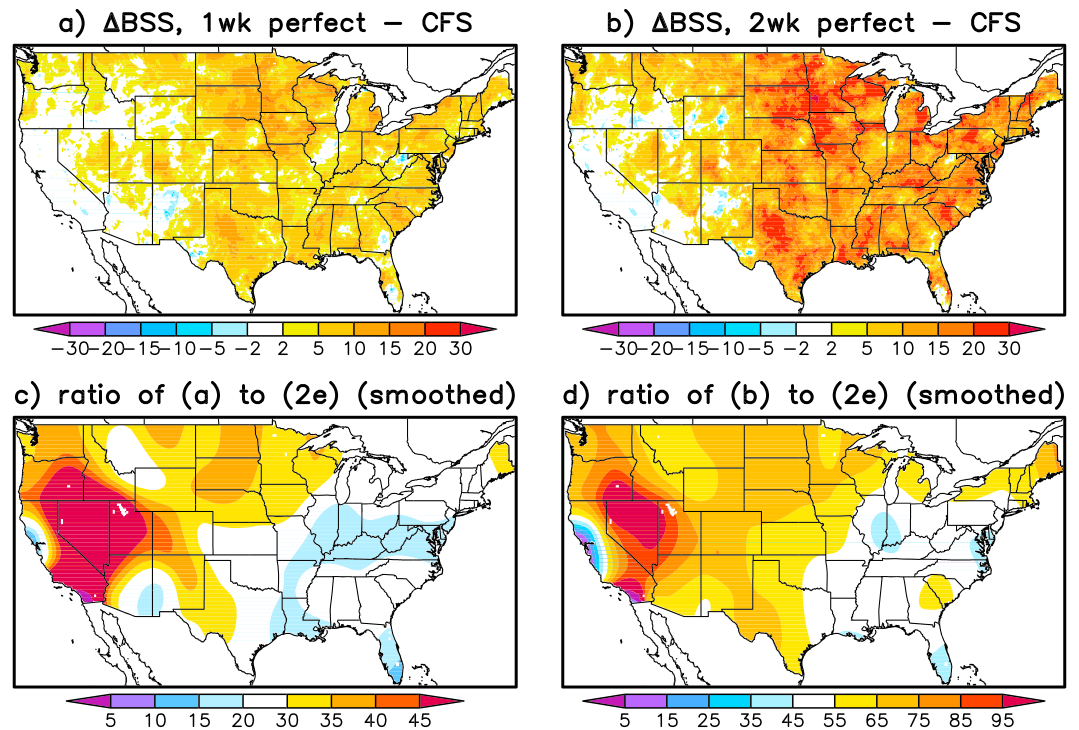 a) ΔBSS, 1wk perfect − CFS
b) ΔBSS, 2wk perfect − CFS
−30−20−15−10 −5 −2 2 5 10 15 20 30
−30−20−15−10 −5 −2 2 5 10 15 20 30
c) ratio of (a) to (2e) (smoothed)
d) ratio of (b) to (2e) (smoothed)
5 10 15 20 30 35 40 45
5 15 25 35 45 55 65 75 85 95